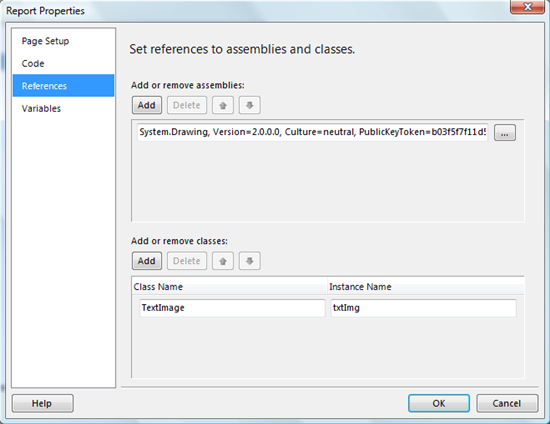 Report Properties
Page Setup
Code
References
Variables
Set references to assemblies and classes.
Add or remove assemblies:
Add Delete
System.Drawing, Version=2.0.0.0, Culture=neutral, PublicKeyToken=b03f5f7f11d5 ...
Add or remove classes:
Add Delete
Class Name Instance Name
TextImage txtImg
Help OK Cancel